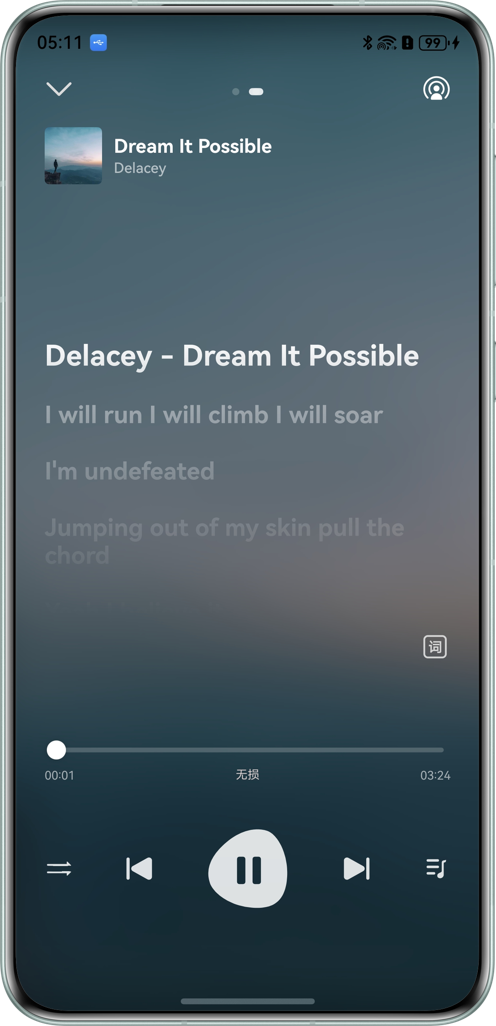 05:11
99
Dream It Possible
Delacey
Delacey - Dream It Possible
I will run I will climb I will soar
I'm undefeated
Jumping out of my skin pull the
chord
词
00:01
无损
03:24